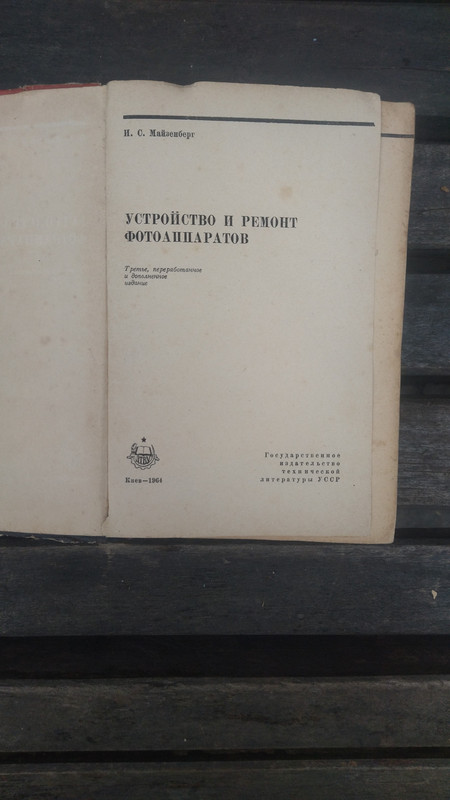 И. С. Майзенберг
УСТРОЙСТВО И РЕМОНТ
ФОТОАППАРАТОВ
Третье, переработанное
и дополненное
издание
Киев—1964
Государственное
издательство
технической
литературы УССР